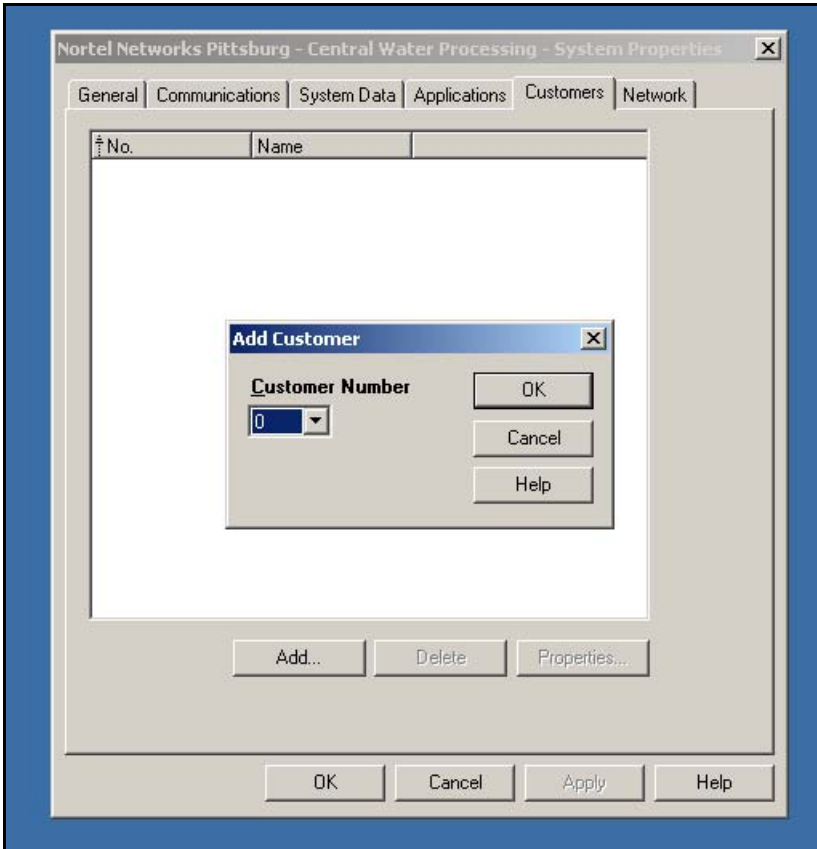 Nortel Networks Pittsburg - Central Water Processing - System Properties
General Communications System Data Applications Customers Network
No. Name
Add Customer
Customer Number
0
OK
Cancel
Help
Add... Delete Properties...
OK Cancel Apply Help